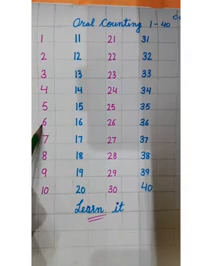 Oral Counting 1-40
1 11 21 31
2 12 22 32
3 13 23 33
4 14 24 34
5 15 25 35
6 16 26 36
7 17 27 37
8 18 28 38
9 19 29 39
10 20 30 40
Learn it